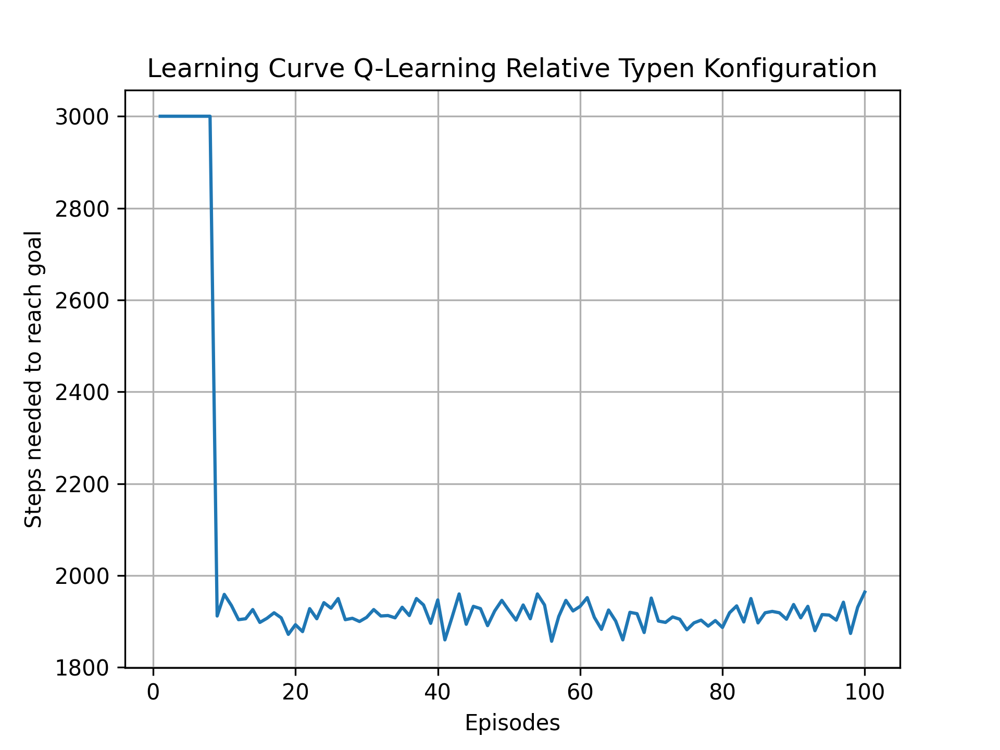 Learning Curve Q-Learning Relative Typen Konfiguration
3000
2800
2600
2400
2200
2000
1800
Steps needed to reach goal
0 20 40 60 80 100
Episodes